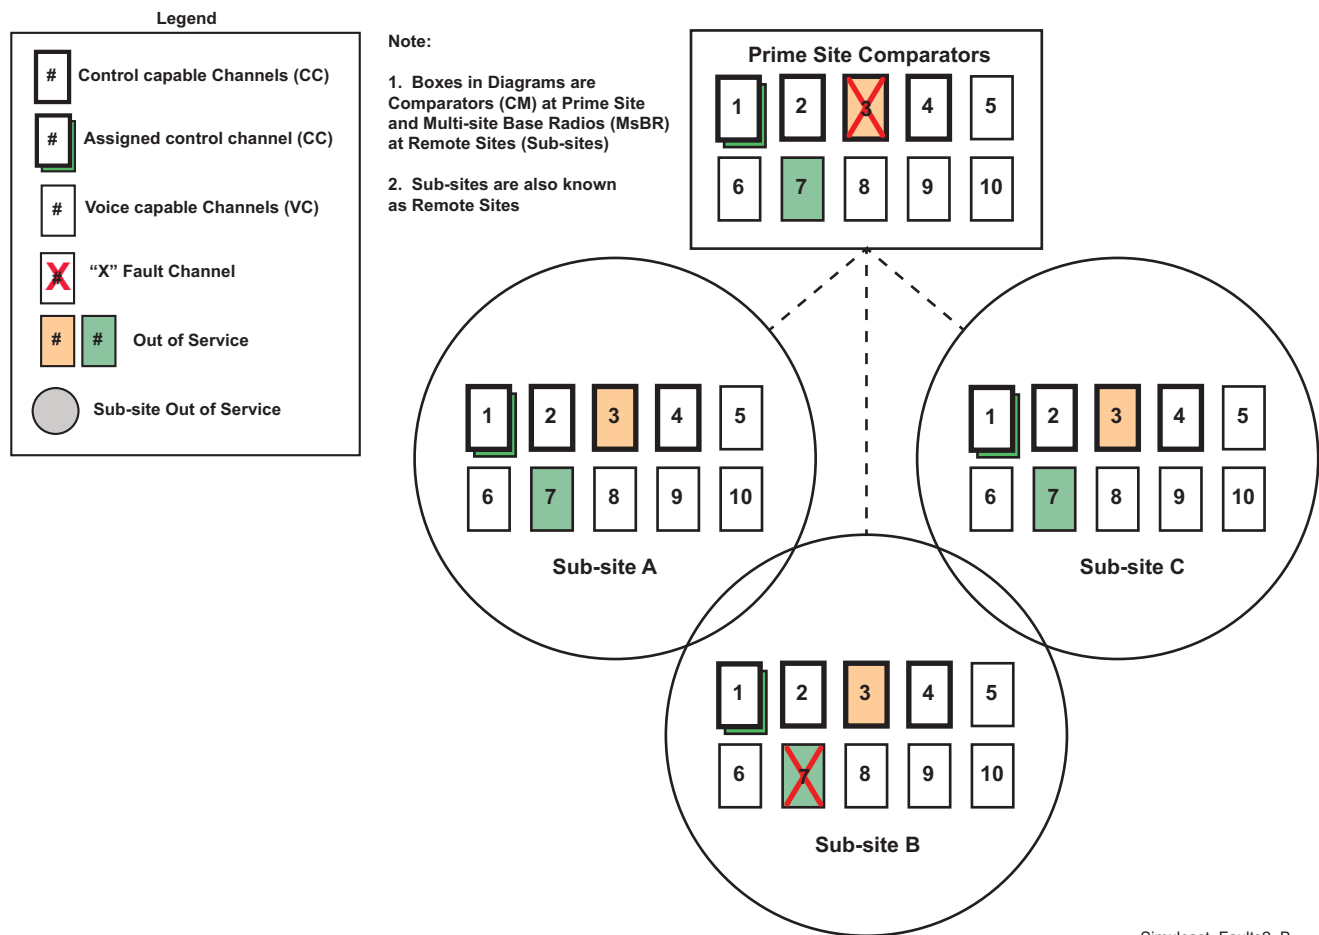 Legend
# Control capable Channels (CC)
# Assigned control channel (CC)
# Voice capable Channels (VC)
# “X” Fault Channel
# # Out of Service
Sub-site Out of Service
Note:
1. Boxes in Diagrams are
Comparators (CM) at Prime Site
and Multi-site Base Radios (MsBR)
at Remote Sites (Sub-sites)
2. Sub-sites are also known
as Remote Sites
Prime Site Comparators
1 2 3 4 5
6 7 8 9 10
1 2 3 4 5
6 7 8 9 10
Sub-site A
1 2 3 4 5
6 7 8 9 10
Sub-site C
1 2 3 4 5
6 7 8 9 10
Sub-site B